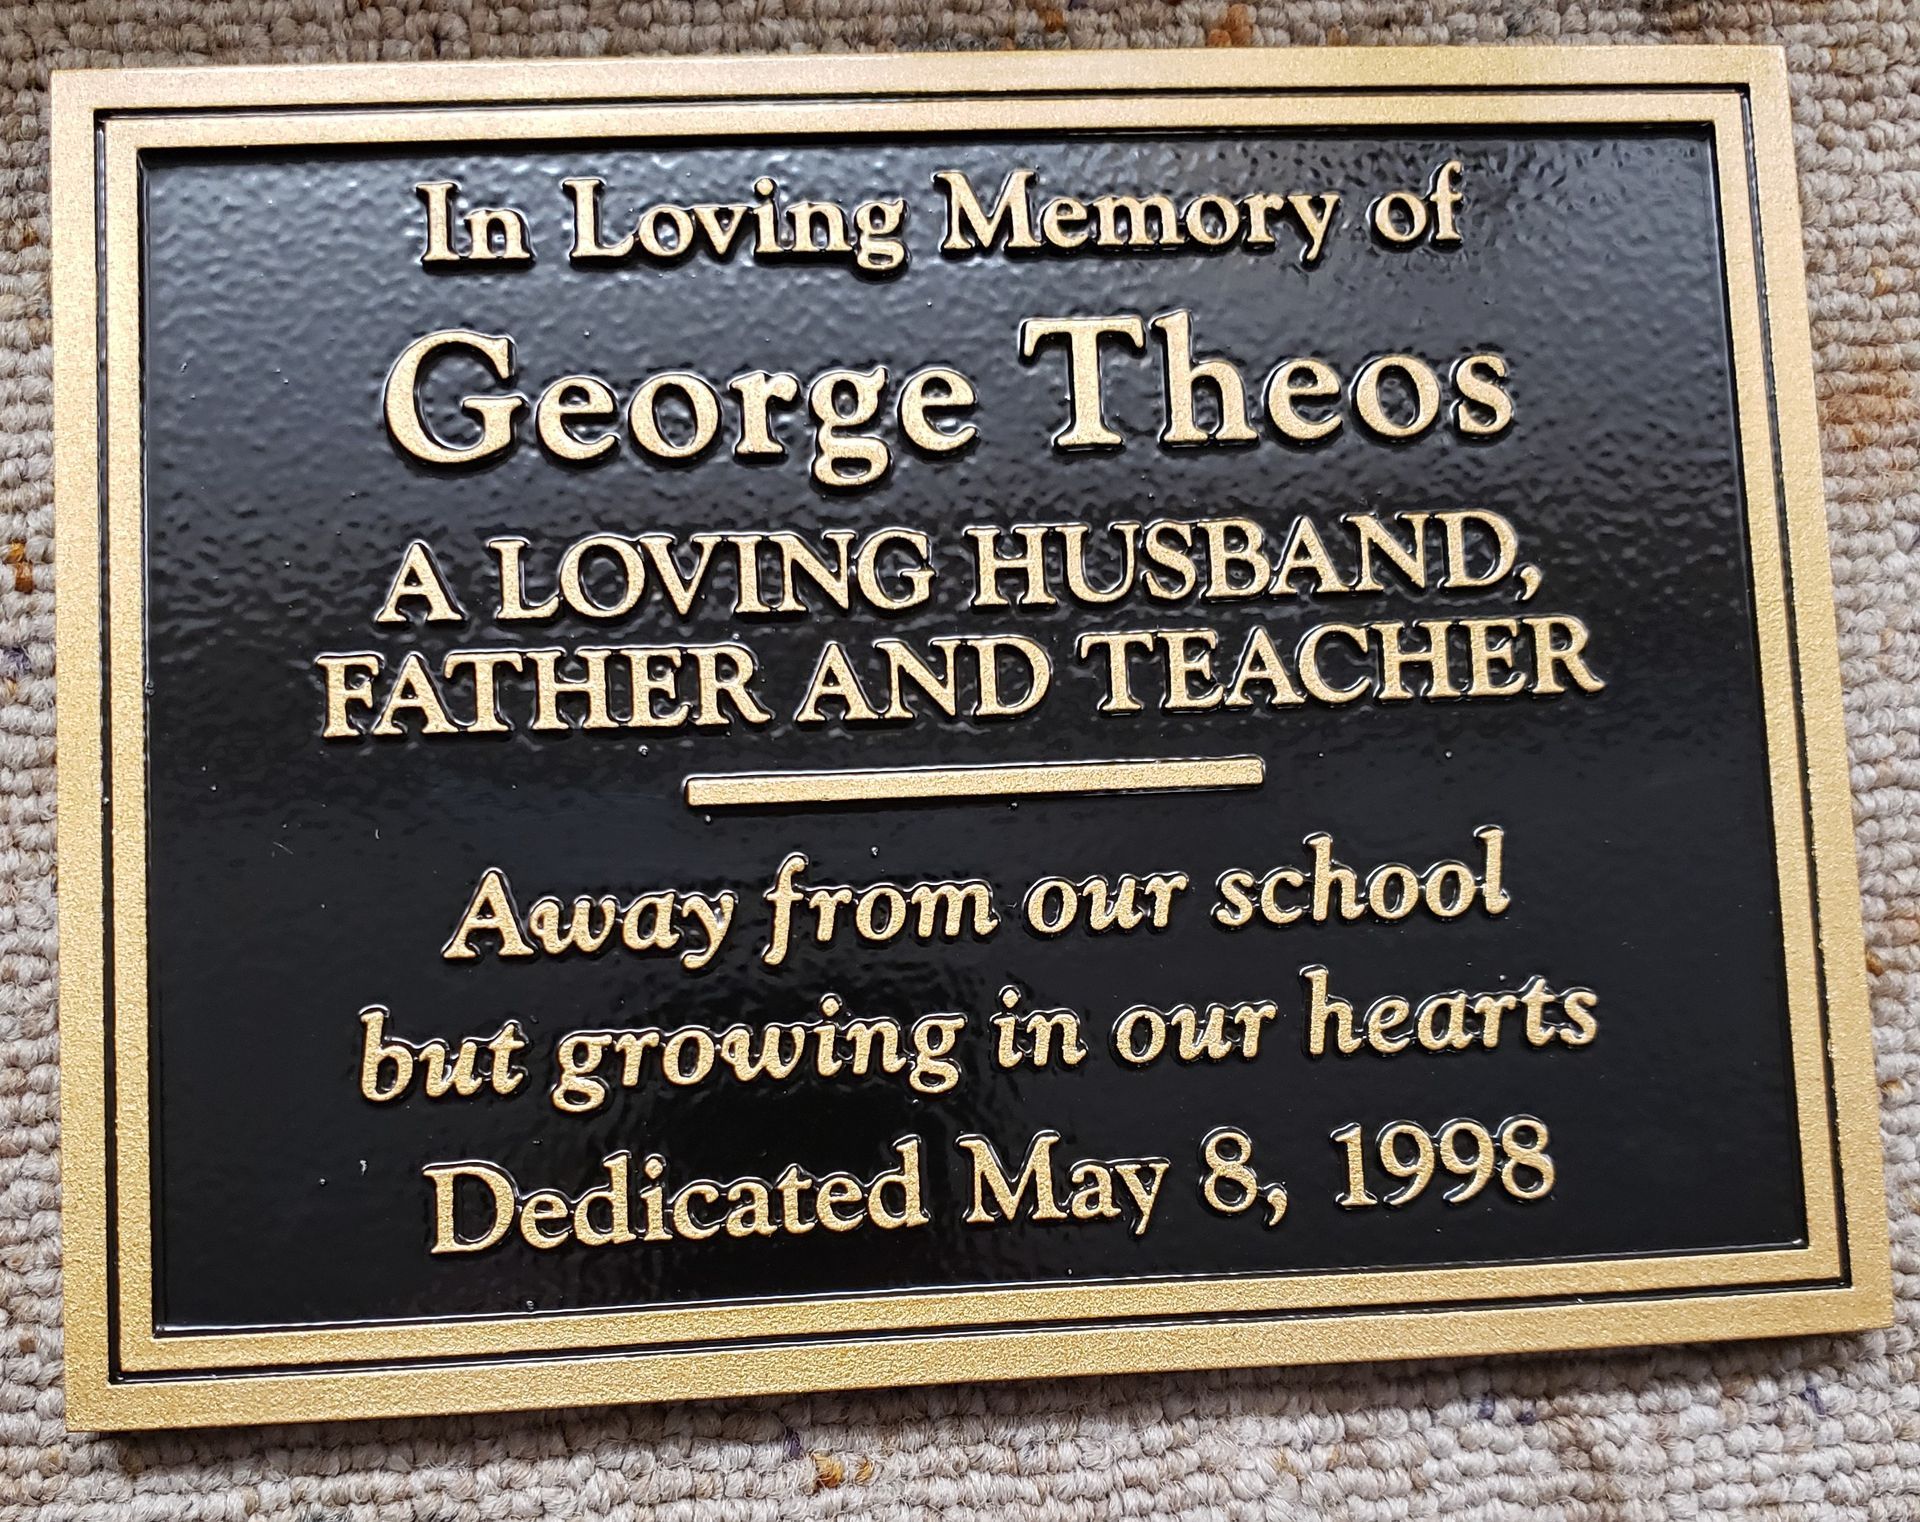 In Loving Memory of
George Theos
A LOVING HUSBAND,
FATHER AND TEACHER
Away from our school
but growing in our hearts
Dedicated May 8, 1998